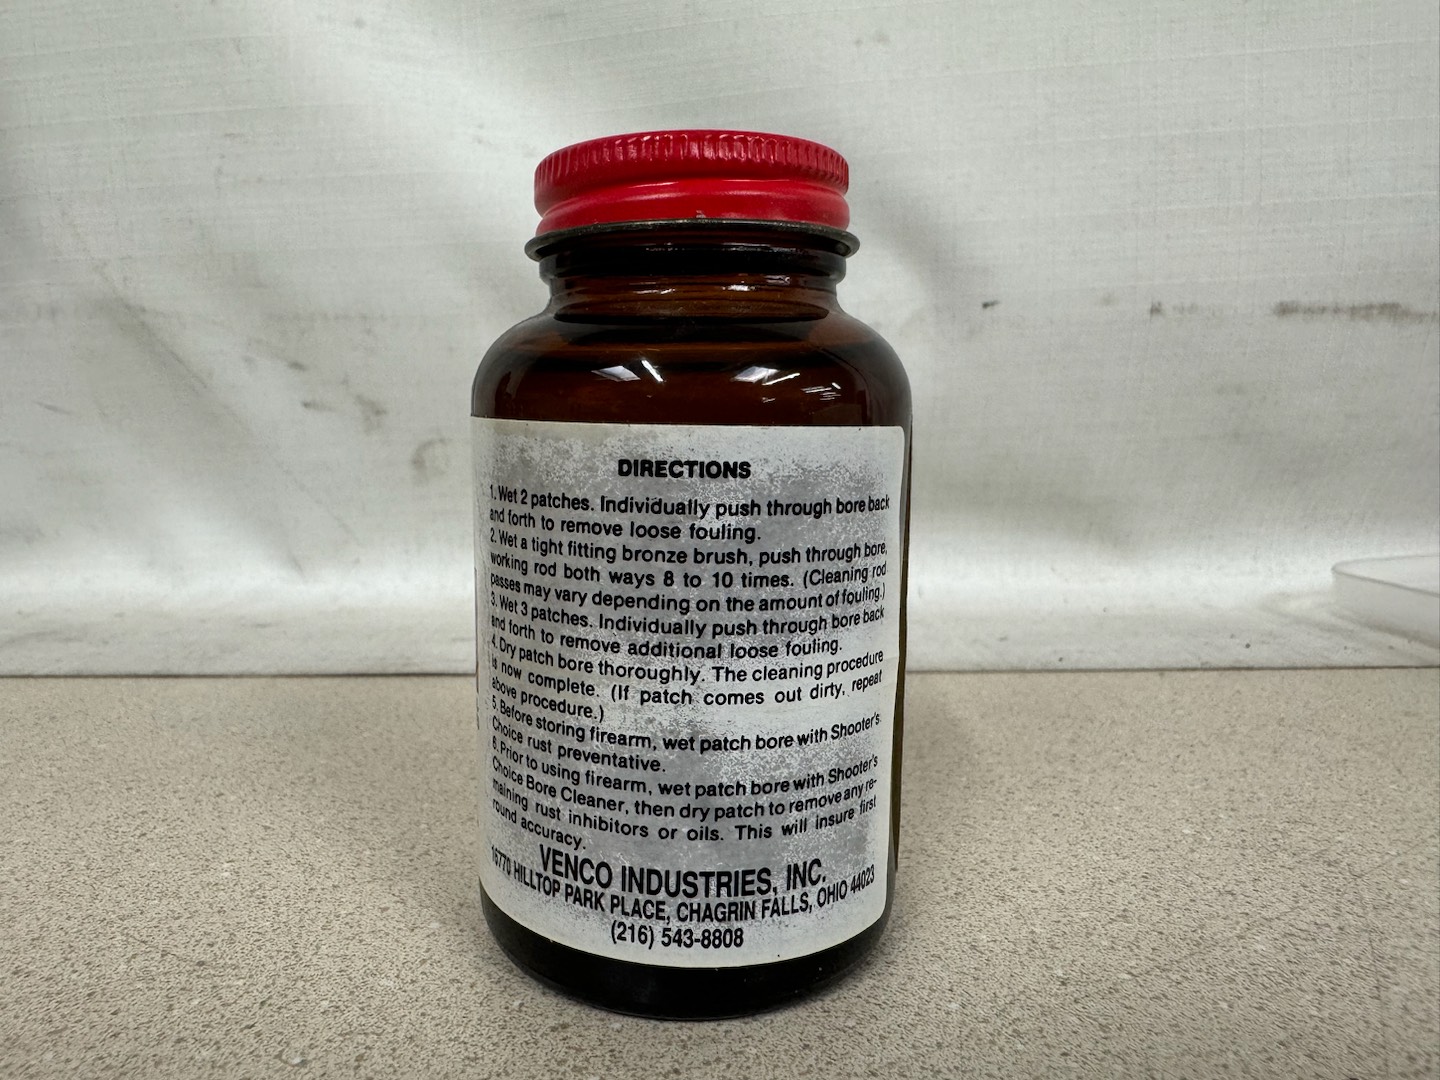 DIRECTIONS
1. Wet 2 patches. Individually push through bore back
and forth to remove loose fouling.
2. Wet a tight fitting bronze brush, push through bore,
working rod both ways 8 to 10 times. (Cleaning rod
passes may vary depending on the amount of fouling.)
3. Wet 3 patches. Individually push through bore back
and forth to remove additional loose fouling.
4. Dry patch bore thoroughly. The cleaning procedure
is now complete. (If patch comes out dirty, repeat
above procedure.)
5. Before storing firearm, wet patch bore with Shooter's
Choice rust preventative.
6. Prior to using firearm, wet patch bore with Shooter's
Choice Bore Cleaner, then dry patch to remove any re-
maining rust inhibitors or oils. This will insure first
round accuracy.
VENCO INDUSTRIES, INC.
16770 HILLTOP PARK PLACE, CHAGRIN FALLS, OHIO 44023
(216) 543-8808